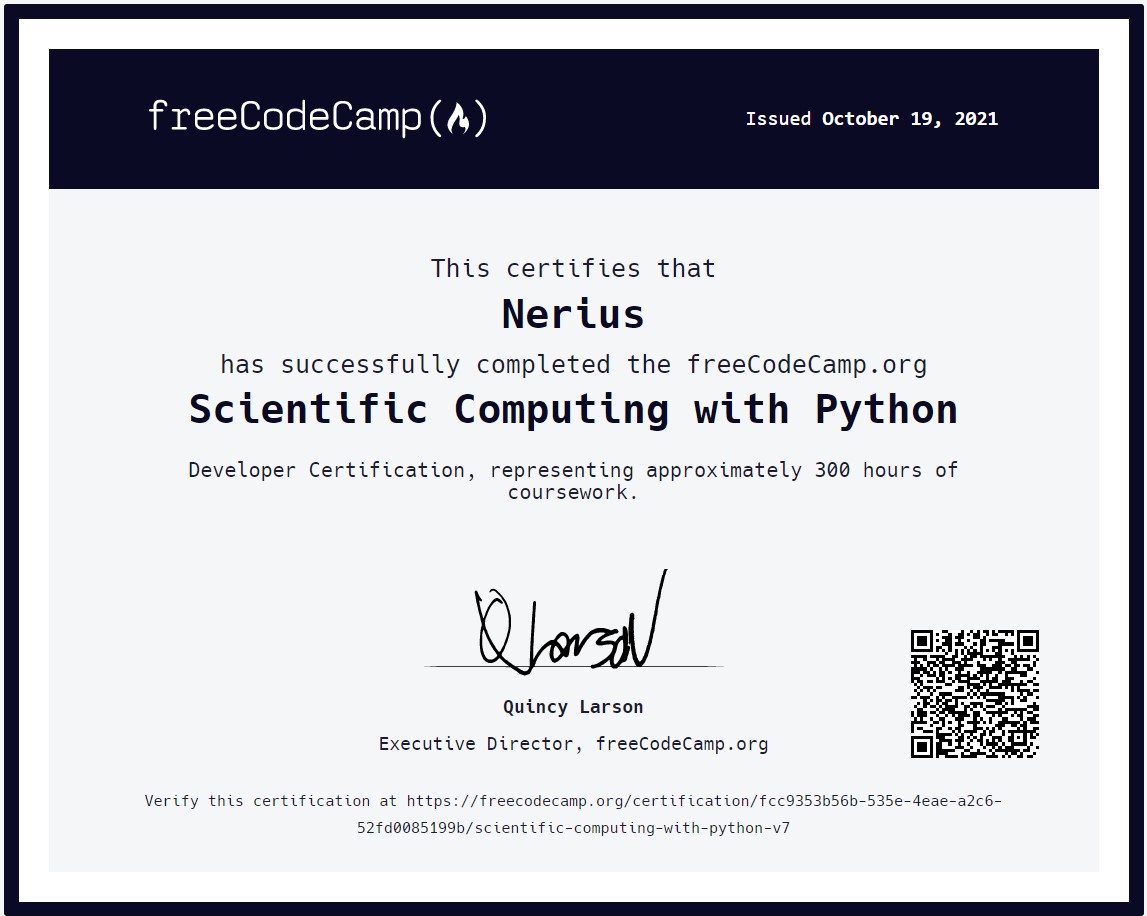 freeCodeCamp(🔥)
Issued October 19, 2021
This certifies that
Nerius
has successfully completed the freeCodeCamp.org
Scientific Computing with Python
Developer Certification, representing approximately 300 hours of
coursework.
Q Larson
Quincy Larson
Executive Director, freeCodeCamp.org
Verify this certification at https://freecodecamp.org/certification/fcc9353b56b-535e-4eae-a2c6-
52fd0085199b/scientific-computing-with-python-v7